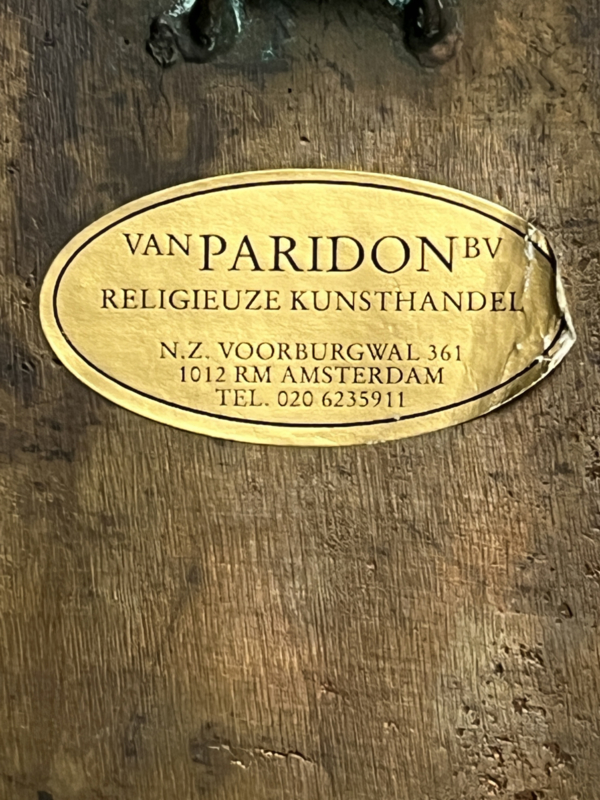 VAN PARIDON BV
RELIGIEUZE KUNSTHANDEL
N.Z. VOORBURGWAL 361
1012 RM AMSTERDAM
TEL. 020 6235911